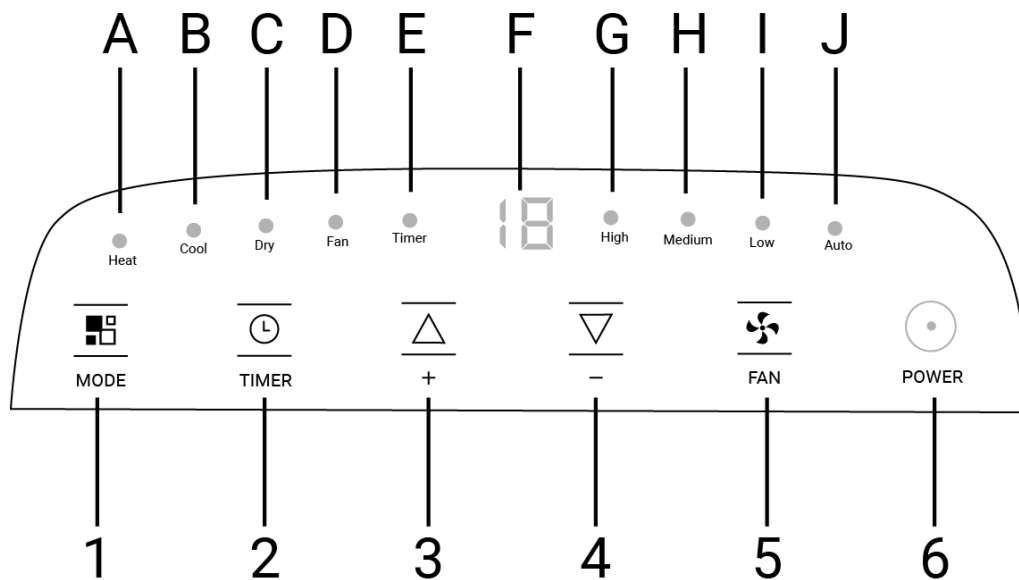 A B C D E F G H I J
Heat Cool Dry Fan Timer 18 High Medium Low Auto
MODE TIMER + − FAN POWER
1 2 3 4 5 6